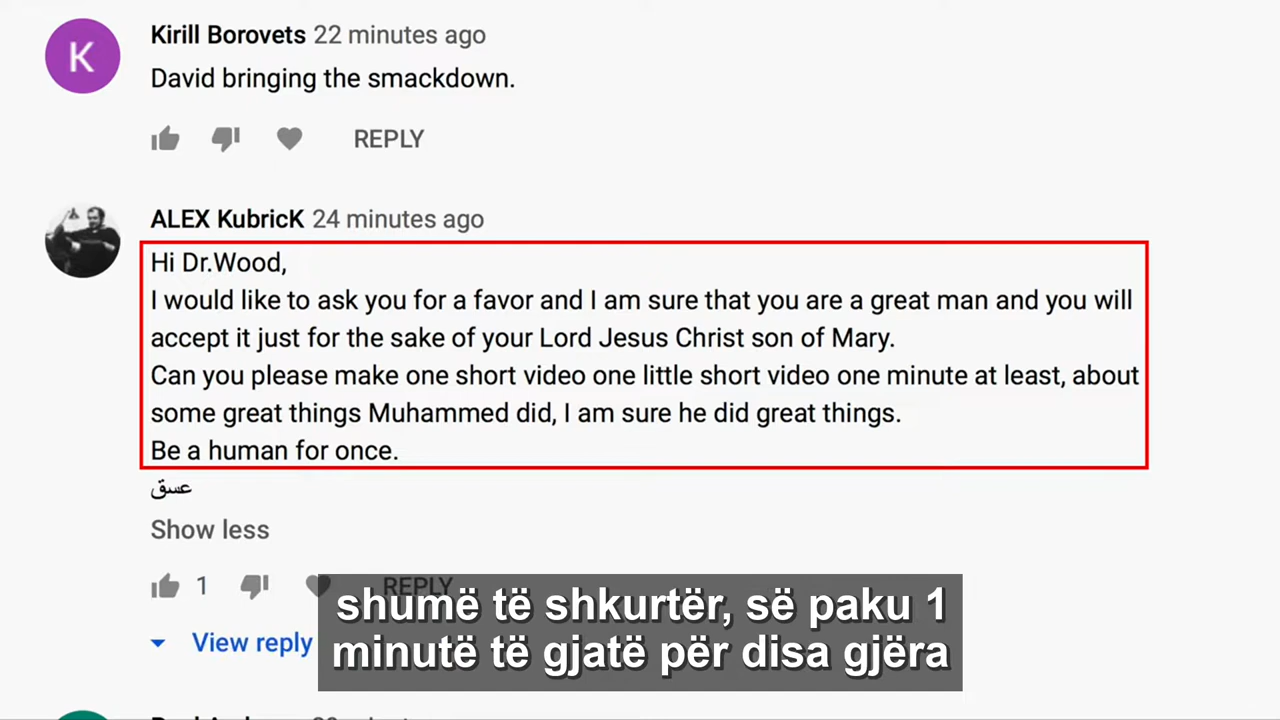 K
Kirill Borovets 22 minutes ago
David bringing the smackdown.
REPLY
ALEX KubricK 24 minutes ago
Hi Dr.Wood,
I would like to ask you for a favor and I am sure that you are a great man and you will
accept it just for the sake of your Lord Jesus Christ son of Mary.
Can you please make one short video one little short video one minute at least, about
some great things Muhammed did, I am sure he did great things.
Be a human for once.
عسق
Show less
1
REPLY
View reply
shumë të shkurtër, së paku 1
minutë të gjatë për disa gjëra